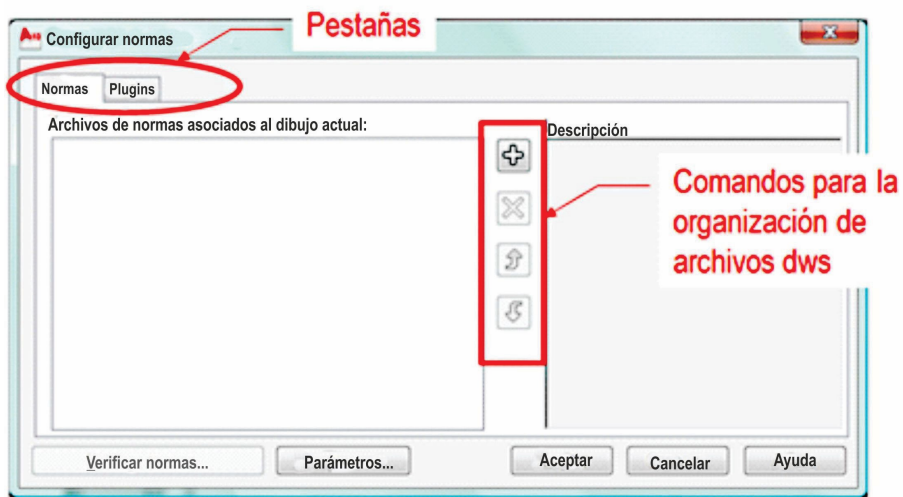 Pestañas
Configurar normas
Normas Plugins
Archivos de normas asociados al dibujo actual:
Descripción
Comandos para la
organización de
archivos dws
Verificar normas...
Parámetros...
Aceptar
Cancelar
Ayuda